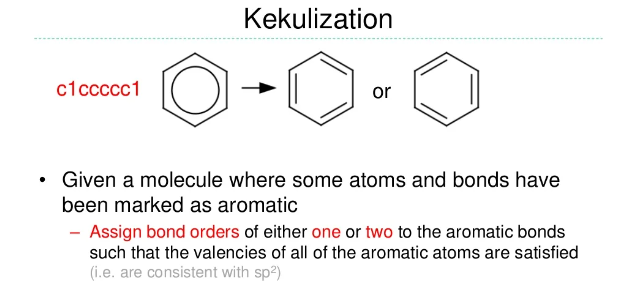 Kekulization
c1ccccc1
or
• Given a molecule where some atoms and bonds have
been marked as aromatic
– Assign bond orders of either one or two to the aromatic bonds
such that the valencies of all of the aromatic atoms are satisfied
(i.e. are consistent with sp²)